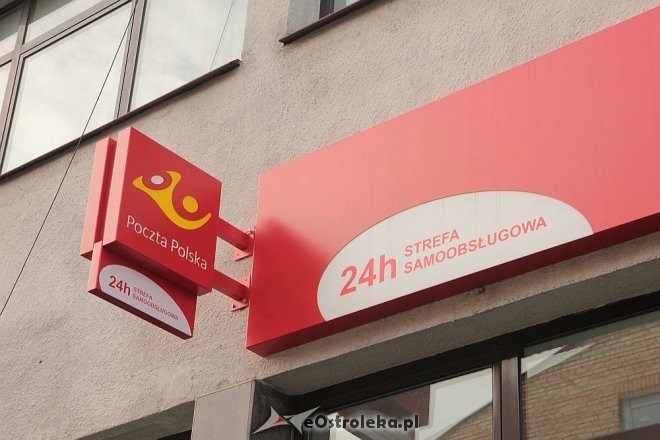 Poczta Polska
24h STREFA
SAMOOBSŁUGOWA
24h STREFA
SAMOOBSŁUGOWA
eOstroleka.pl